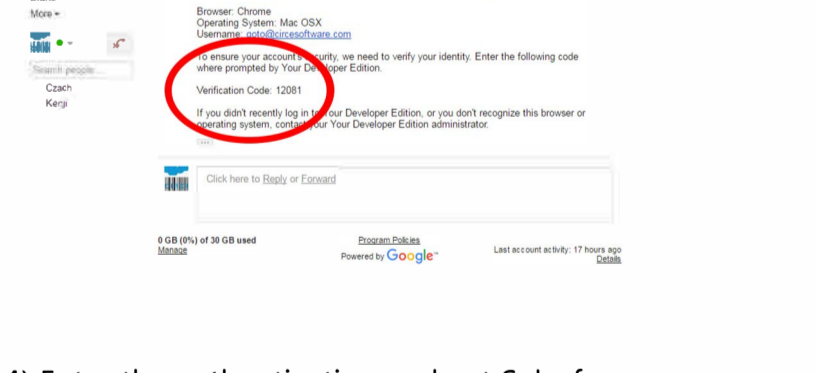 More
Browser: Chrome
Operating System: Mac OSX
Username: goto@circesoftware.com
To ensure your account's security, we need to verify your identity. Enter the following code
where prompted by Your Developer Edition.
Search people...
Czach
Kenji
Verification Code: 12081
If you didn't recently log in to Your Developer Edition, or you don't recognize this browser or
operating system, contact your Your Developer Edition administrator.
Click here to Reply or Forward
0 GB (0%) of 30 GB used
Manage
Program Policies
Powered by Google™
Last account activity: 17 hours ago
Details